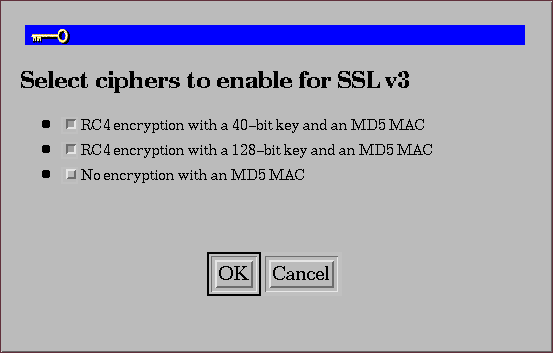 Select ciphers to enable for SSL v3
RC4 encryption with a 40-bit key and an MD5 MAC
RC4 encryption with a 128-bit key and an MD5 MAC
No encryption with an MD5 MAC
OK Cancel